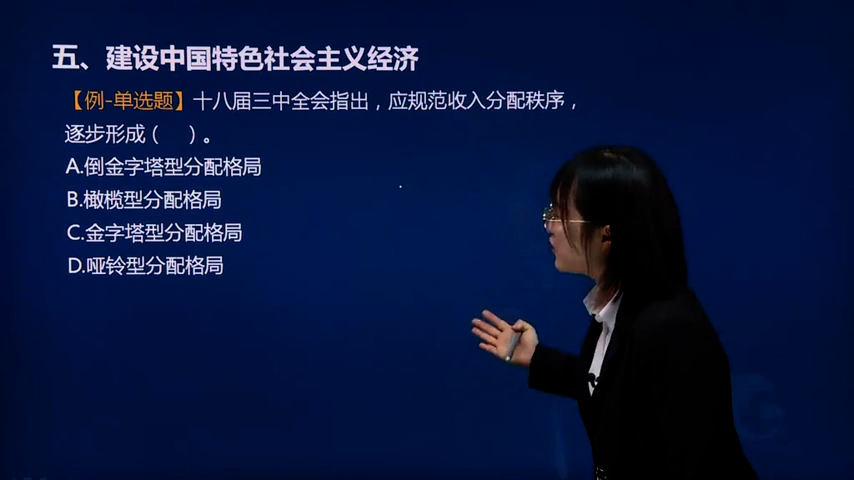 五、建设中国特色社会主义经济
【例-单选题】十八届三中全会指出，应规范收入分配秩序，
逐步形成（ ）。
A.倒金字塔型分配格局
B.橄榄型分配格局
C.金字塔型分配格局
D.哑铃型分配格局